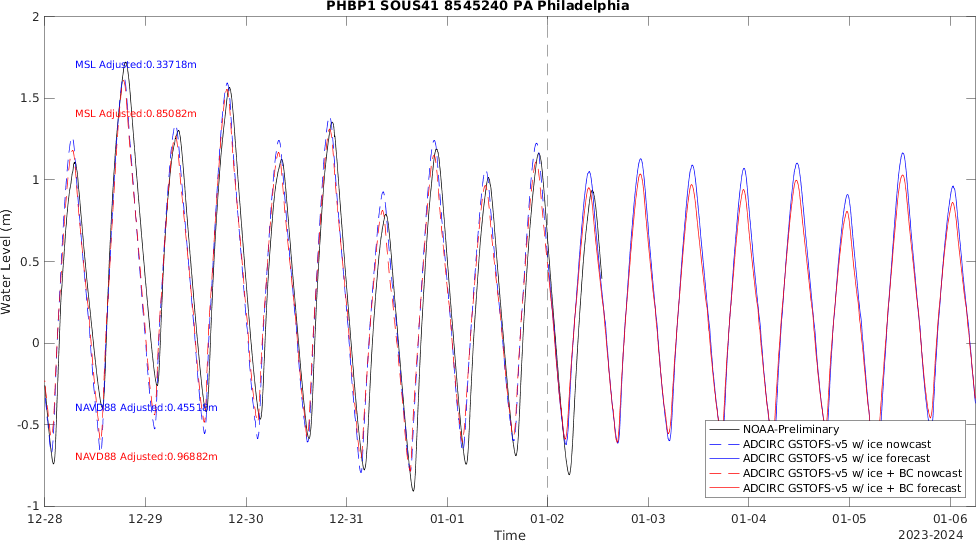 PHBP1 SOUS41 8545240 PA Philadelphia
2
1.5
1
0.5
0
-0.5
-1
Water Level (m)
MSL Adjusted:0.33718m
MSL Adjusted:0.85082m
NAVD88 Adjusted:0.45518m
NAVD88 Adjusted:0.96882m
NOAA-Preliminary
ADCIRC GSTOFS-v5 w/ ice nowcast
ADCIRC GSTOFS-v5 w/ ice forecast
ADCIRC GSTOFS-v5 w/ ice + BC nowcast
ADCIRC GSTOFS-v5 w/ ice + BC forecast
12-28 12-29 12-30 12-31 01-01 01-02 01-03 01-04 01-05 01-06
Time
2023-2024